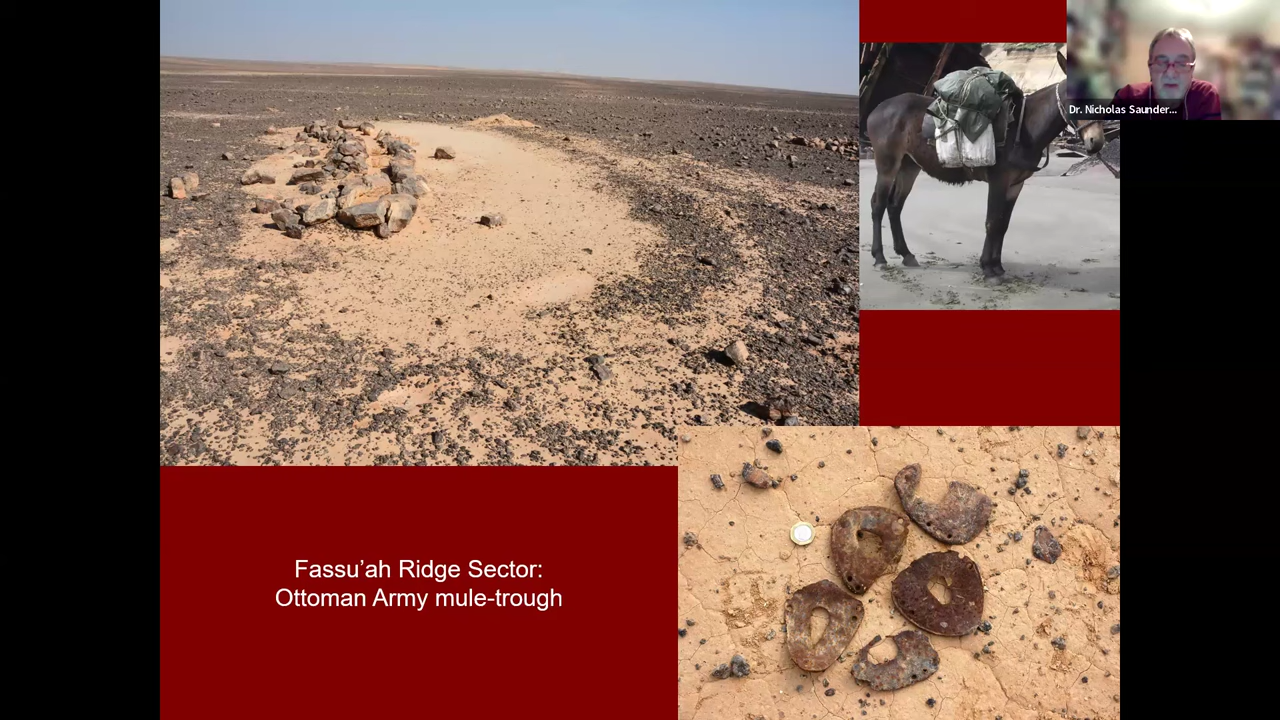 Dr. Nicholas Saunder...
Fassu’ah Ridge Sector:
Ottoman Army mule-trough